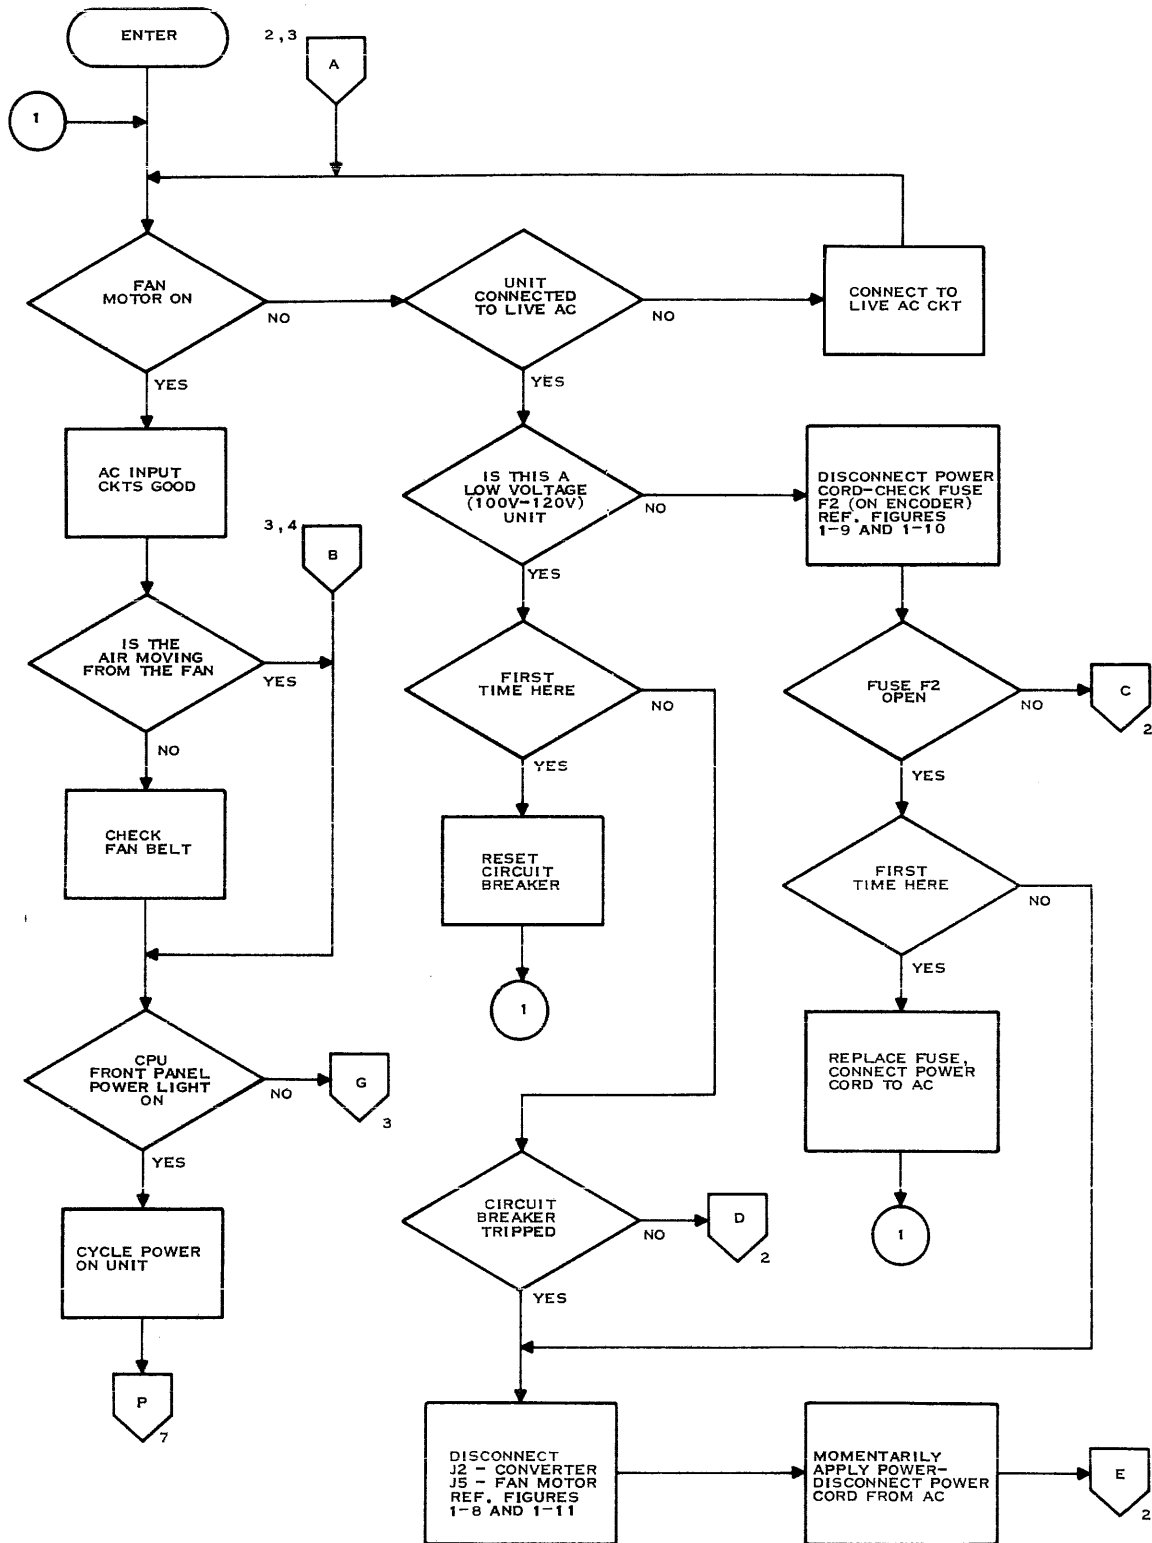 ENTER
2,3
A
1
FAN
MOTOR ON
NO
YES
UNIT
CONNECTED
TO LIVE AC
NO
YES
CONNECT TO
LIVE AC CKT
AC INPUT
CKTS GOOD
IS THIS A
LOW VOLTAGE
(100V-120V)
UNIT
NO
YES
DISCONNECT POWER
CORD-CHECK FUSE
F2 (ON ENCODER)
REF. FIGURES
1-9 AND 1-10
3,4
B
IS THE
AIR MOVING
FROM THE FAN
YES
NO
FIRST
TIME HERE
NO
YES
FUSE F2
OPEN
NO
YES
C
2
CHECK
FAN BELT
RESET
CIRCUIT
BREAKER
1
FIRST
TIME HERE
NO
YES
CPU
FRONT PANEL
POWER LIGHT
ON
NO
YES
G
3
REPLACE FUSE,
CONNECT POWER
CORD TO AC
1
CIRCUIT
BREAKER
TRIPPED
NO
YES
D
2
CYCLE POWER
ON UNIT
P
7
DISCONNECT
J2 - CONVERTER
J5 - FAN MOTOR
REF. FIGURES
1-8 AND 1-11
MOMENTARILY
APPLY POWER-
DISCONNECT POWER
CORD FROM AC
E
2